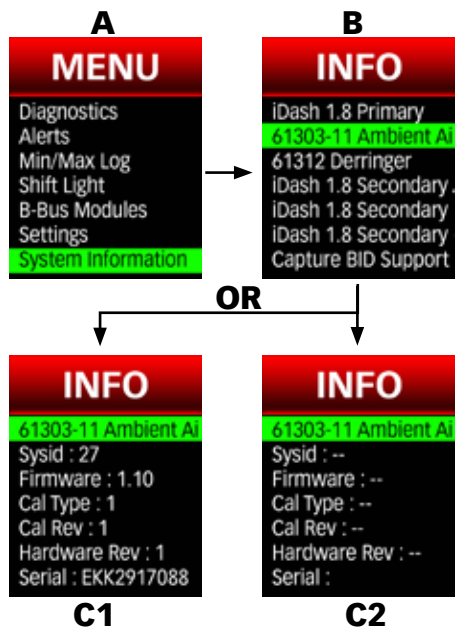 A
MENU
Diagnostics
Alerts
Min/Max Log
Shift Light
B-Bus Modules
Settings
System Information
B
INFO
iDash 1.8 Primary
61303-11 Ambient Ai
61312 Derringer
iDash 1.8 Secondary .
iDash 1.8 Secondary
iDash 1.8 Secondary
Capture BID Support
OR
INFO
61303-11 Ambient Ai
Sysid : 27
Firmware : 1.10
Cal Type : 1
Cal Rev : 1
Hardware Rev : 1
Serial : EKK2917088
C1
INFO
61303-11 Ambient Ai
Sysid : --
Firmware : --
Cal Type : --
Cal Rev : --
Hardware Rev : --
Serial :
C2